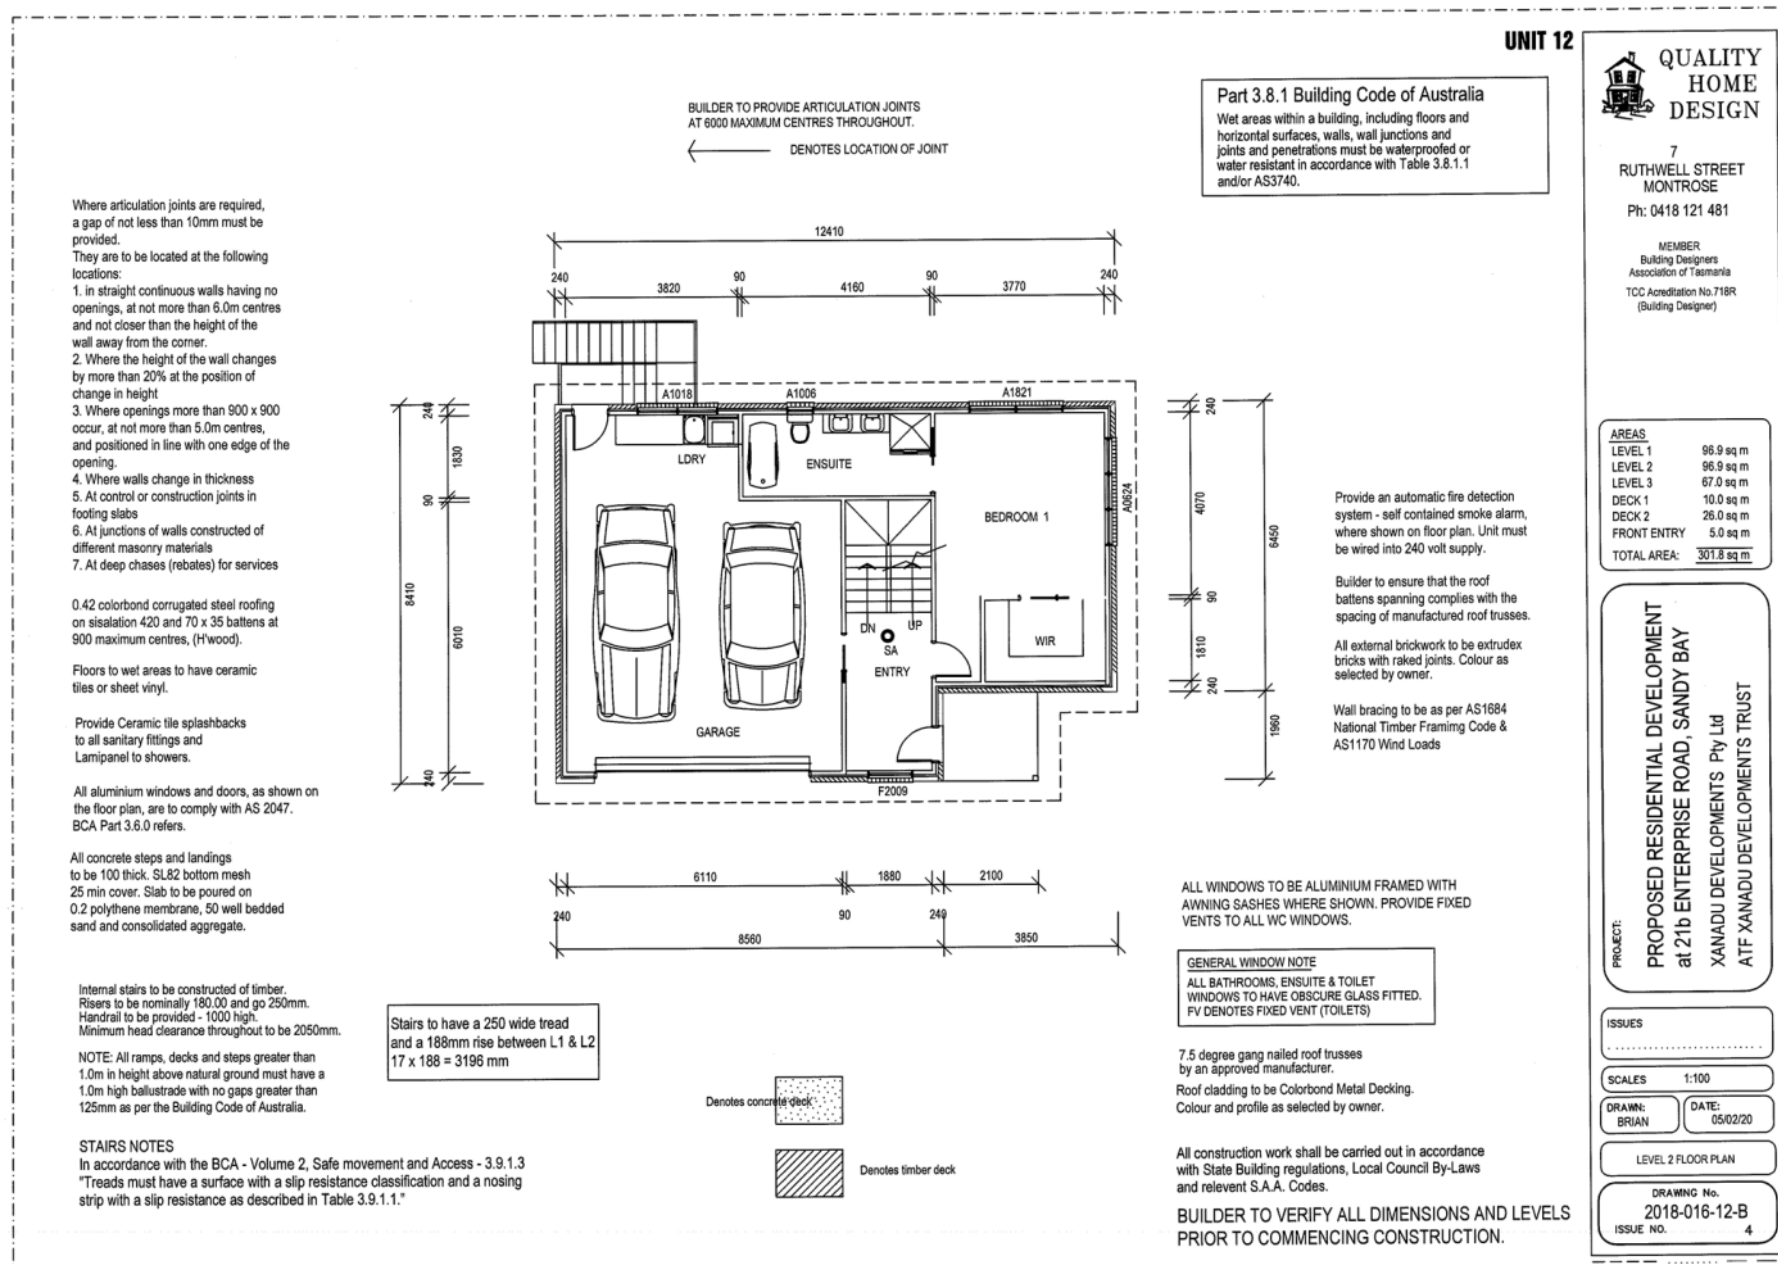 UNIT 12
BUILDER TO PROVIDE ARTICULATION JOINTS
AT 6000 MAXIMUM CENTRES THROUGHOUT.
DENOTES LOCATION OF JOINT
Part 3.8.1 Building Code of Australia
Wet areas within a building, including floors and
horizontal surfaces, walls, wall junctions and
joints and penetrations must be waterproofed or
water resistant in accordance with Table 3.8.1.1
and/or AS3740.
Where articulation joints are required,
a gap of not less than 10mm must be
provided.
They are to be located at the following
locations:
1. in straight continuous walls having no
openings, at not more than 6.0m centres
and not closer than the height of the
wall away from the corner.
2. Where the height of the wall changes
by more than 20% at the position of
change in height
3. Where openings more than 900 x 900
occur, at not more than 5.0m centres,
and positioned in line with one edge of the
opening.
4. Where walls change in thickness
5. At control or construction joints in
footing slabs
6. At junctions of walls constructed of
different masonry materials
7. At deep chases (rebates) for services
0.42 colorbond corrugated steel roofing
on sisalation 420 and 70 x 35 battens at
900 maximum centres, (H'wood).
Floors to wet areas to have ceramic
tiles or sheet vinyl.
Provide Ceramic tile splashbacks
to all sanitary fittings and
Lamipanel to showers.
All aluminium windows and doors, as shown on
the floor plan, are to comply with AS 2047.
BCA Part 3.6.0 refers.
All concrete steps and landings
to be 100 thick. SL82 bottom mesh
25 min cover. Slab to be poured on
0.2 polythene membrane, 50 well bedded
sand and consolidated aggregate.
Internal stairs to be constructed of timber.
Risers to be nominally 180.00 and go 250mm.
Handrail to be provided - 1000 high.
Minimum head clearance throughout to be 2050mm.
NOTE: All ramps, decks and steps greater than
1.0m in height above natural ground must have a
1.0m high ballustrade with no gaps greater than
125mm as per the Building Code of Australia.
STAIRS NOTES
In accordance with the BCA - Volume 2, Safe movement and Access - 3.9.1.3
"Treads must have a surface with a slip resistance classification and a nosing
strip with a slip resistance as described in Table 3.9.1.1."
Stairs to have a 250 wide tread
and a 188mm rise between L1 & L2
17 x 188 = 3196 mm
12410
240 90 90 240
3820 4160 3770
A1018 A1006 A1821
LDRY
ENSUITE
BEDROOM 1
A0624
DN UP
SA
ENTRY
WIR
GARAGE
F2009
8410
240
1830
90
6010
240
240
4070
90
1810
240
6450
1960
6110 1880 2100
240 90 240
8560 3850
Denotes concrete deck
Denotes timber deck
Provide an automatic fire detection
system - self contained smoke alarm,
where shown on floor plan. Unit must
be wired into 240 volt supply.
Builder to ensure that the roof
battens spanning complies with the
spacing of manufactured roof trusses.
All external brickwork to be extrudex
bricks with raked joints. Colour as
selected by owner.
Wall bracing to be as per AS1684
National Timber Framimg Code &
AS1170 Wind Loads
ALL WINDOWS TO BE ALUMINIUM FRAMED WITH
AWNING SASHES WHERE SHOWN. PROVIDE FIXED
VENTS TO ALL WC WINDOWS.
GENERAL WINDOW NOTE
ALL BATHROOMS, ENSUITE & TOILET
WINDOWS TO HAVE OBSCURE GLASS FITTED.
FV DENOTES FIXED VENT (TOILETS)
7.5 degree gang nailed roof trusses
by an approved manufacturer.
Roof cladding to be Colorbond Metal Decking.
Colour and profile as selected by owner.
All construction work shall be carried out in accordance
with State Building regulations, Local Council By-Laws
and relevent S.A.A. Codes.
BUILDER TO VERIFY ALL DIMENSIONS AND LEVELS
PRIOR TO COMMENCING CONSTRUCTION.
QUALITY
HOME
DESIGN
7
RUTHWELL STREET
MONTROSE
Ph: 0418 121 481
MEMBER
Building Designers
Association of Tasmania
TCC Acreditation No.718R
(Building Designer)
AREAS
LEVEL 1 96.9 sq m
LEVEL 2 96.9 sq m
LEVEL 3 67.0 sq m
DECK 1 10.0 sq m
DECK 2 26.0 sq m
FRONT ENTRY 5.0 sq m
TOTAL AREA: 301.8 sq m
PROJECT:
PROPOSED RESIDENTIAL DEVELOPMENT
at 21b ENTERPRISE ROAD, SANDY BAY
XANADU DEVELOPMENTS Pty Ltd
ATF XANADU DEVELOPMENTS TRUST
ISSUES
SCALES 1:100
DRAWN:
BRIAN
DATE:
05/02/20
LEVEL 2 FLOOR PLAN
DRAWING No.
2018-016-12-B
ISSUE NO. 4